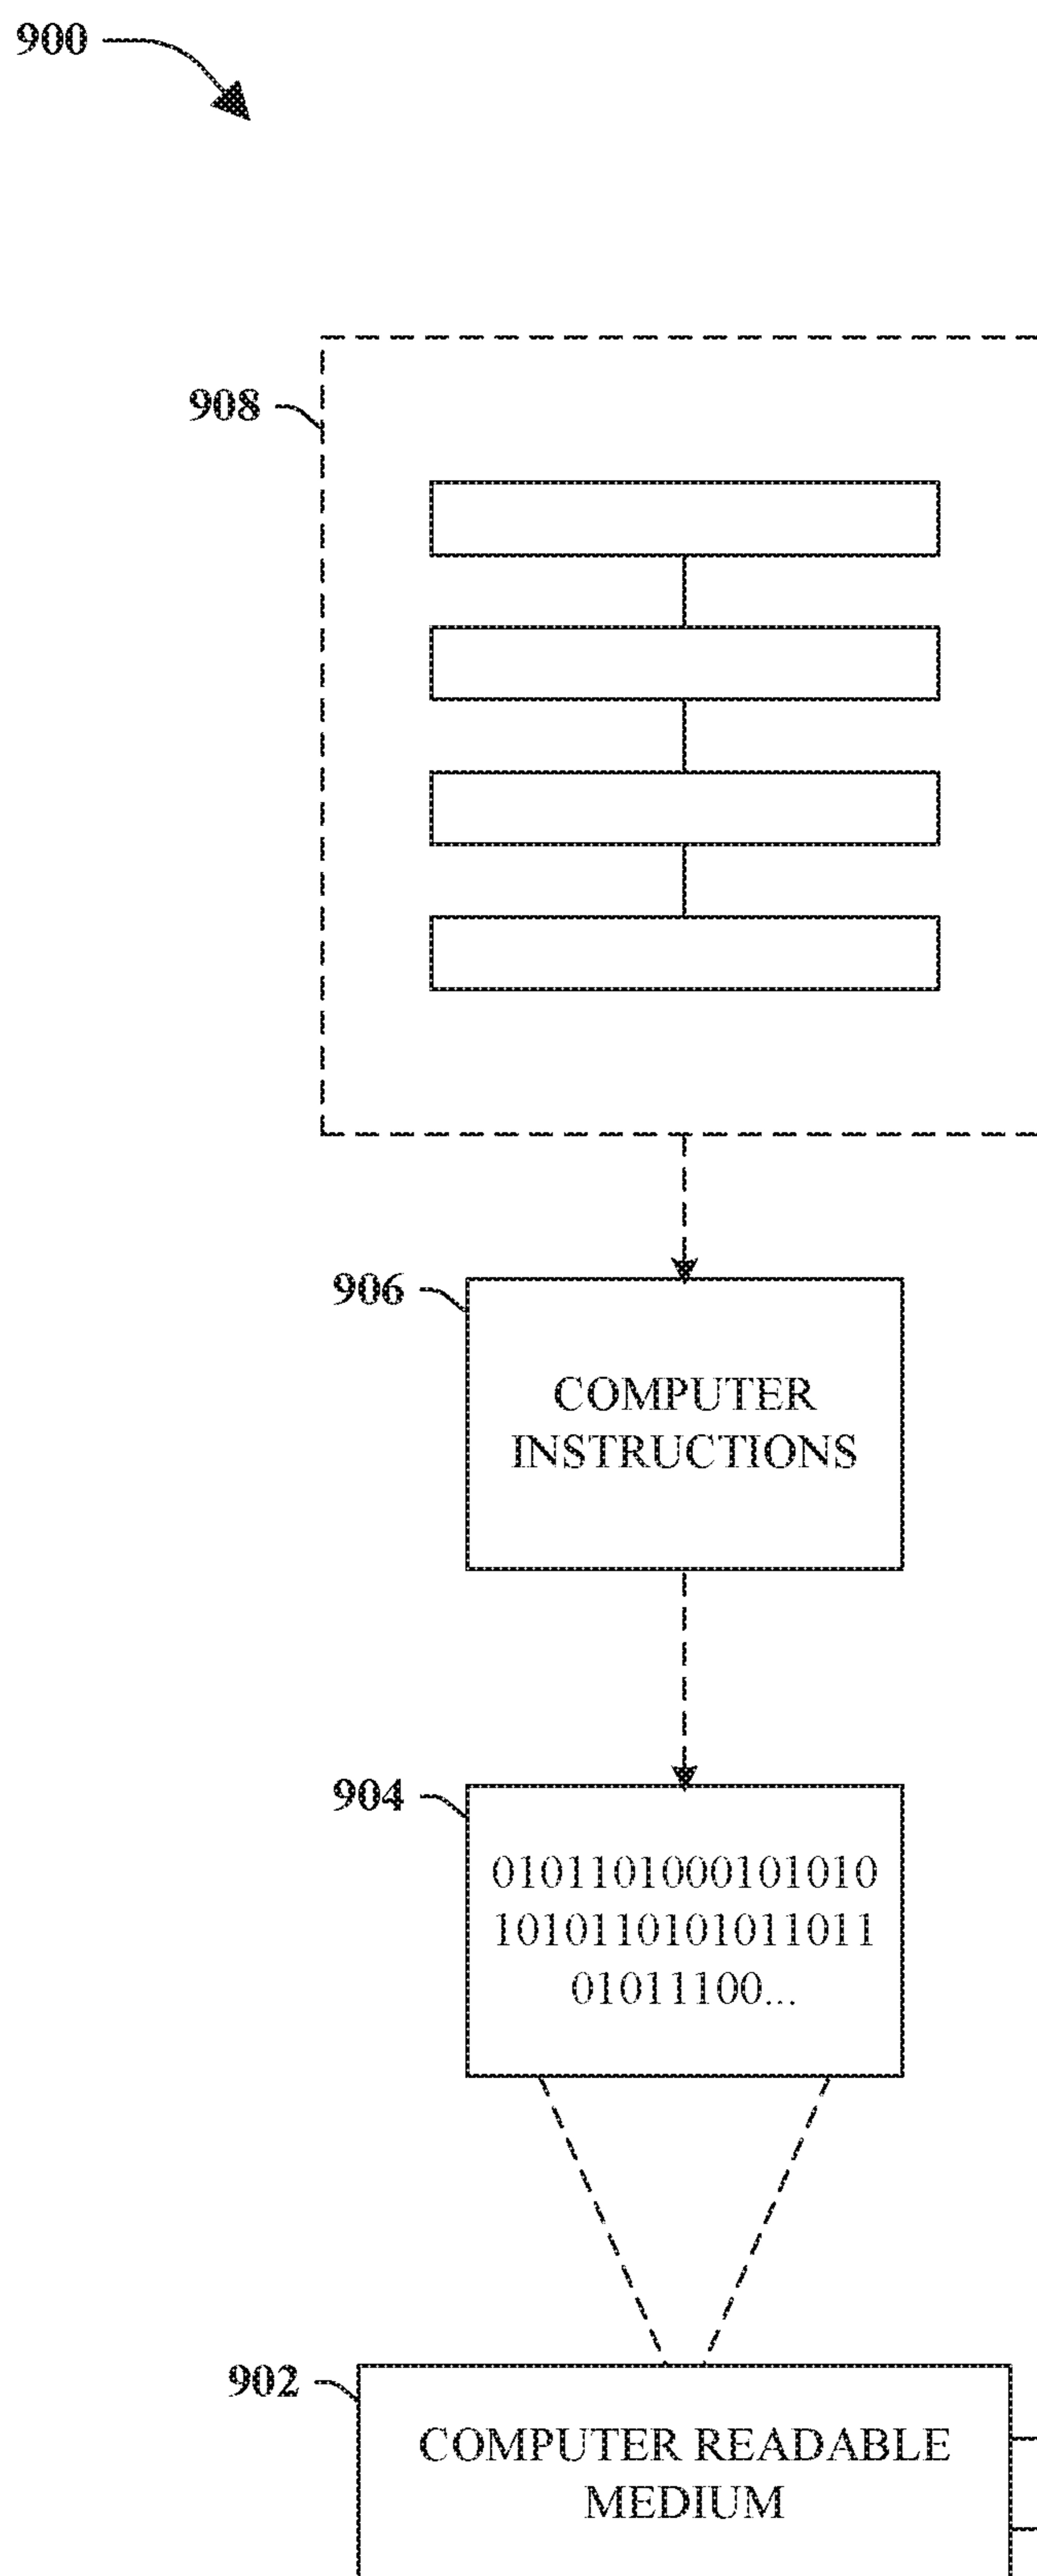 900
908
906
COMPUTER
INSTRUCTIONS
904
0101101000101010
1010110101011011
01011100...
902
COMPUTER READABLE
MEDIUM